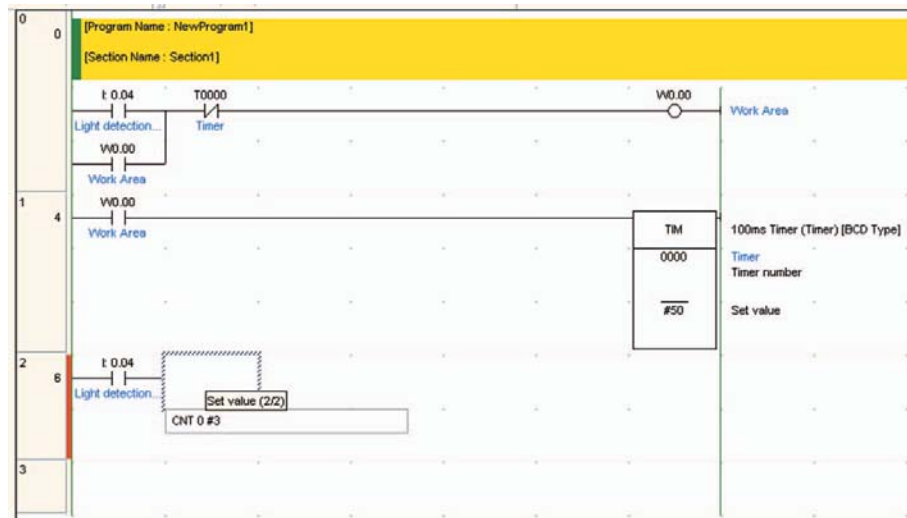 0
0
[Program Name : NewProgram1]
[Section Name : Section1]
I: 0.04
T0000
W0.00
Light detection...
Timer
Work Area
W0.00
Work Area
1
4
W0.00
Work Area
TIM
100ms Timer (Timer) [BCD Type]
0000
Timer
Timer number
#50
Set value
2
6
I: 0.04
Light detection...
Set value (2/2)
CNT 0 #3
3